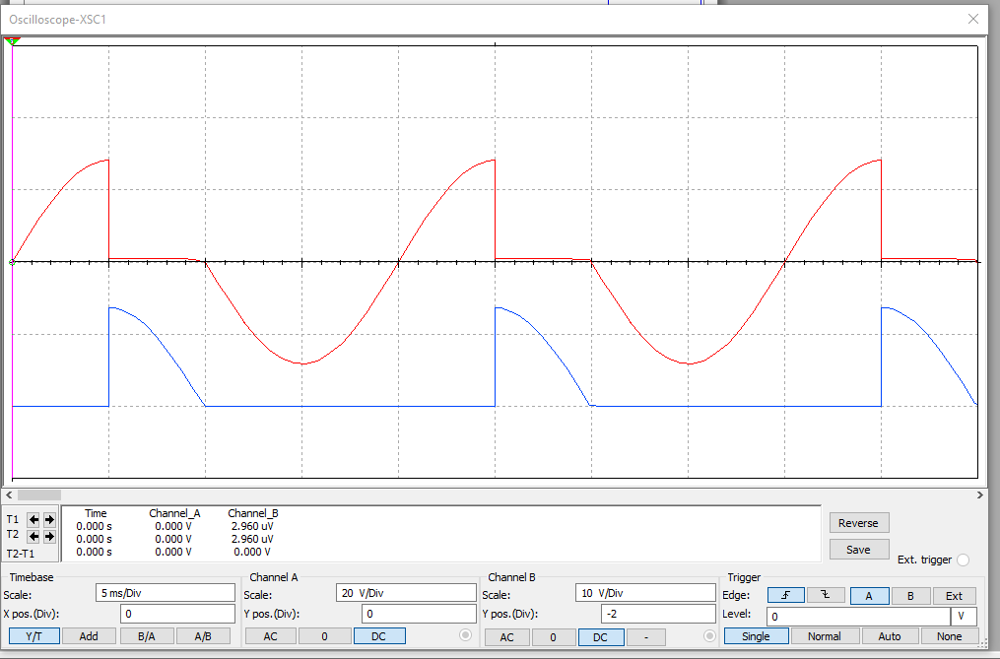 Oscilloscope-XSC1
T1
T2
T2-T1
Time Channel_A Channel_B
0.000 s 0.000 V 2.960 uV
0.000 s 0.000 V 2.960 uV
0.000 s 0.000 V 0.000 V
Reverse
Save
Ext. trigger
Timebase
Scale: 5 ms/Div
X pos.(Div): 0
Y/T Add B/A A/B
Channel A
Scale: 20 V/Div
Y pos.(Div): 0
AC 0 DC
Channel B
Scale: 10 V/Div
Y pos.(Div): -2
AC 0 DC -
Trigger
Edge: A B Ext
Level: 0 V
Single Normal Auto None